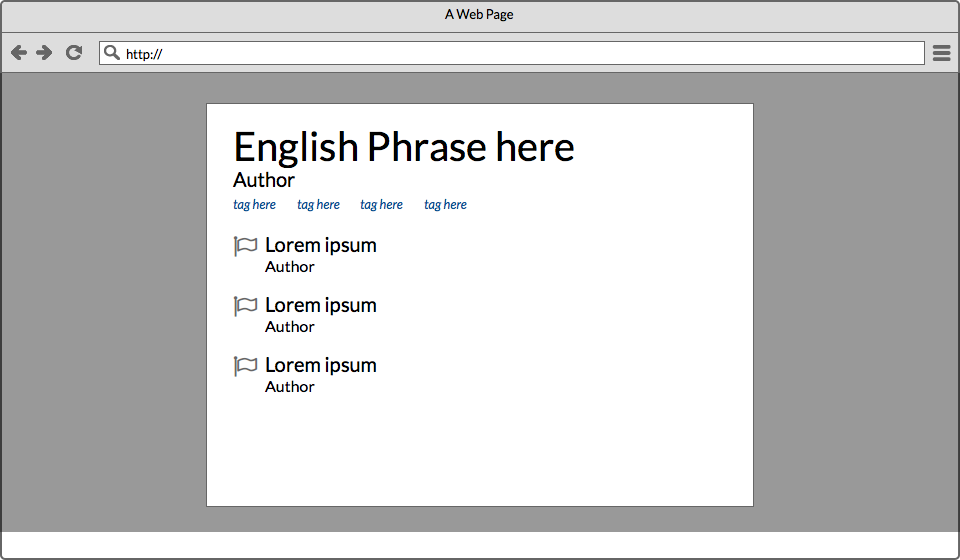 A Web Page
http://
English Phrase here
Author
tag here tag here tag here tag here
Lorem ipsum
Author
Lorem ipsum
Author
Lorem ipsum
Author